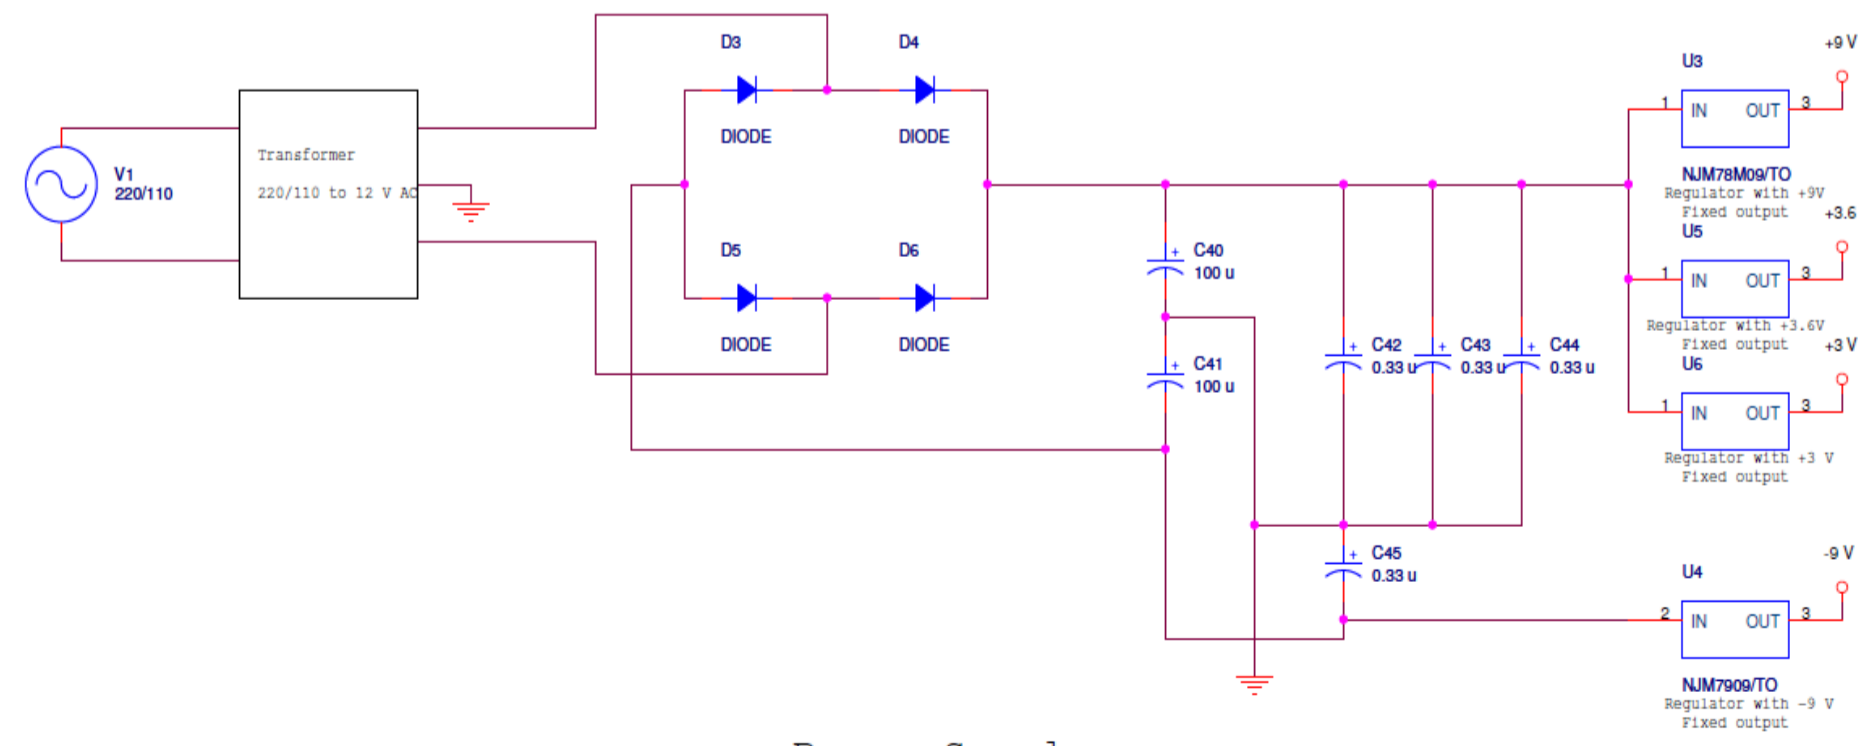 V1
220/110
Transformer
220/110 to 12 V AC
D3
DIODE
D4
DIODE
D5
DIODE
D6
DIODE
C40
100 u
C41
100 u
C42
0.33 u
C43
0.33 u
C44
0.33 u
C45
0.33 u
+9 V
U3
1 IN OUT 3
NJM78M09/TO
Regulator with +9V
Fixed output
+3.6
U5
1 IN OUT 3
Regulator with +3.6V
Fixed output
+3 V
U6
1 IN OUT 3
Regulator with +3 V
Fixed output
-9 V
U4
2 IN OUT 3
NJM7909/TO
Regulator with -9 V
Fixed output